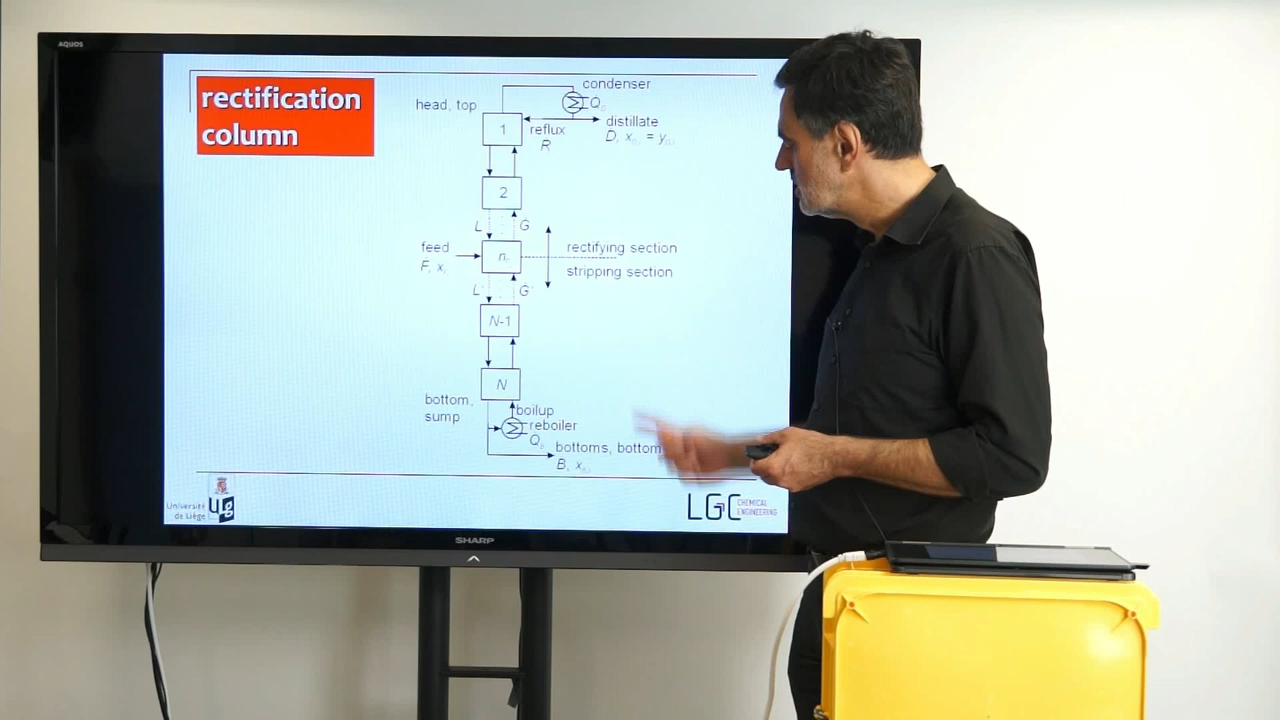 AQUOS
rectification
column
condenser
head, top
Q
1
reflux
R
distillate
2
L
G
feed
n
rectifying section
stripping section
L'
G'
N-1
N
bottom,
sump
boilup
reboiler
Q
bottoms, bottom
B, x
Université
de Liège
LGC
CHEMICAL
ENGINEERING
SHARP